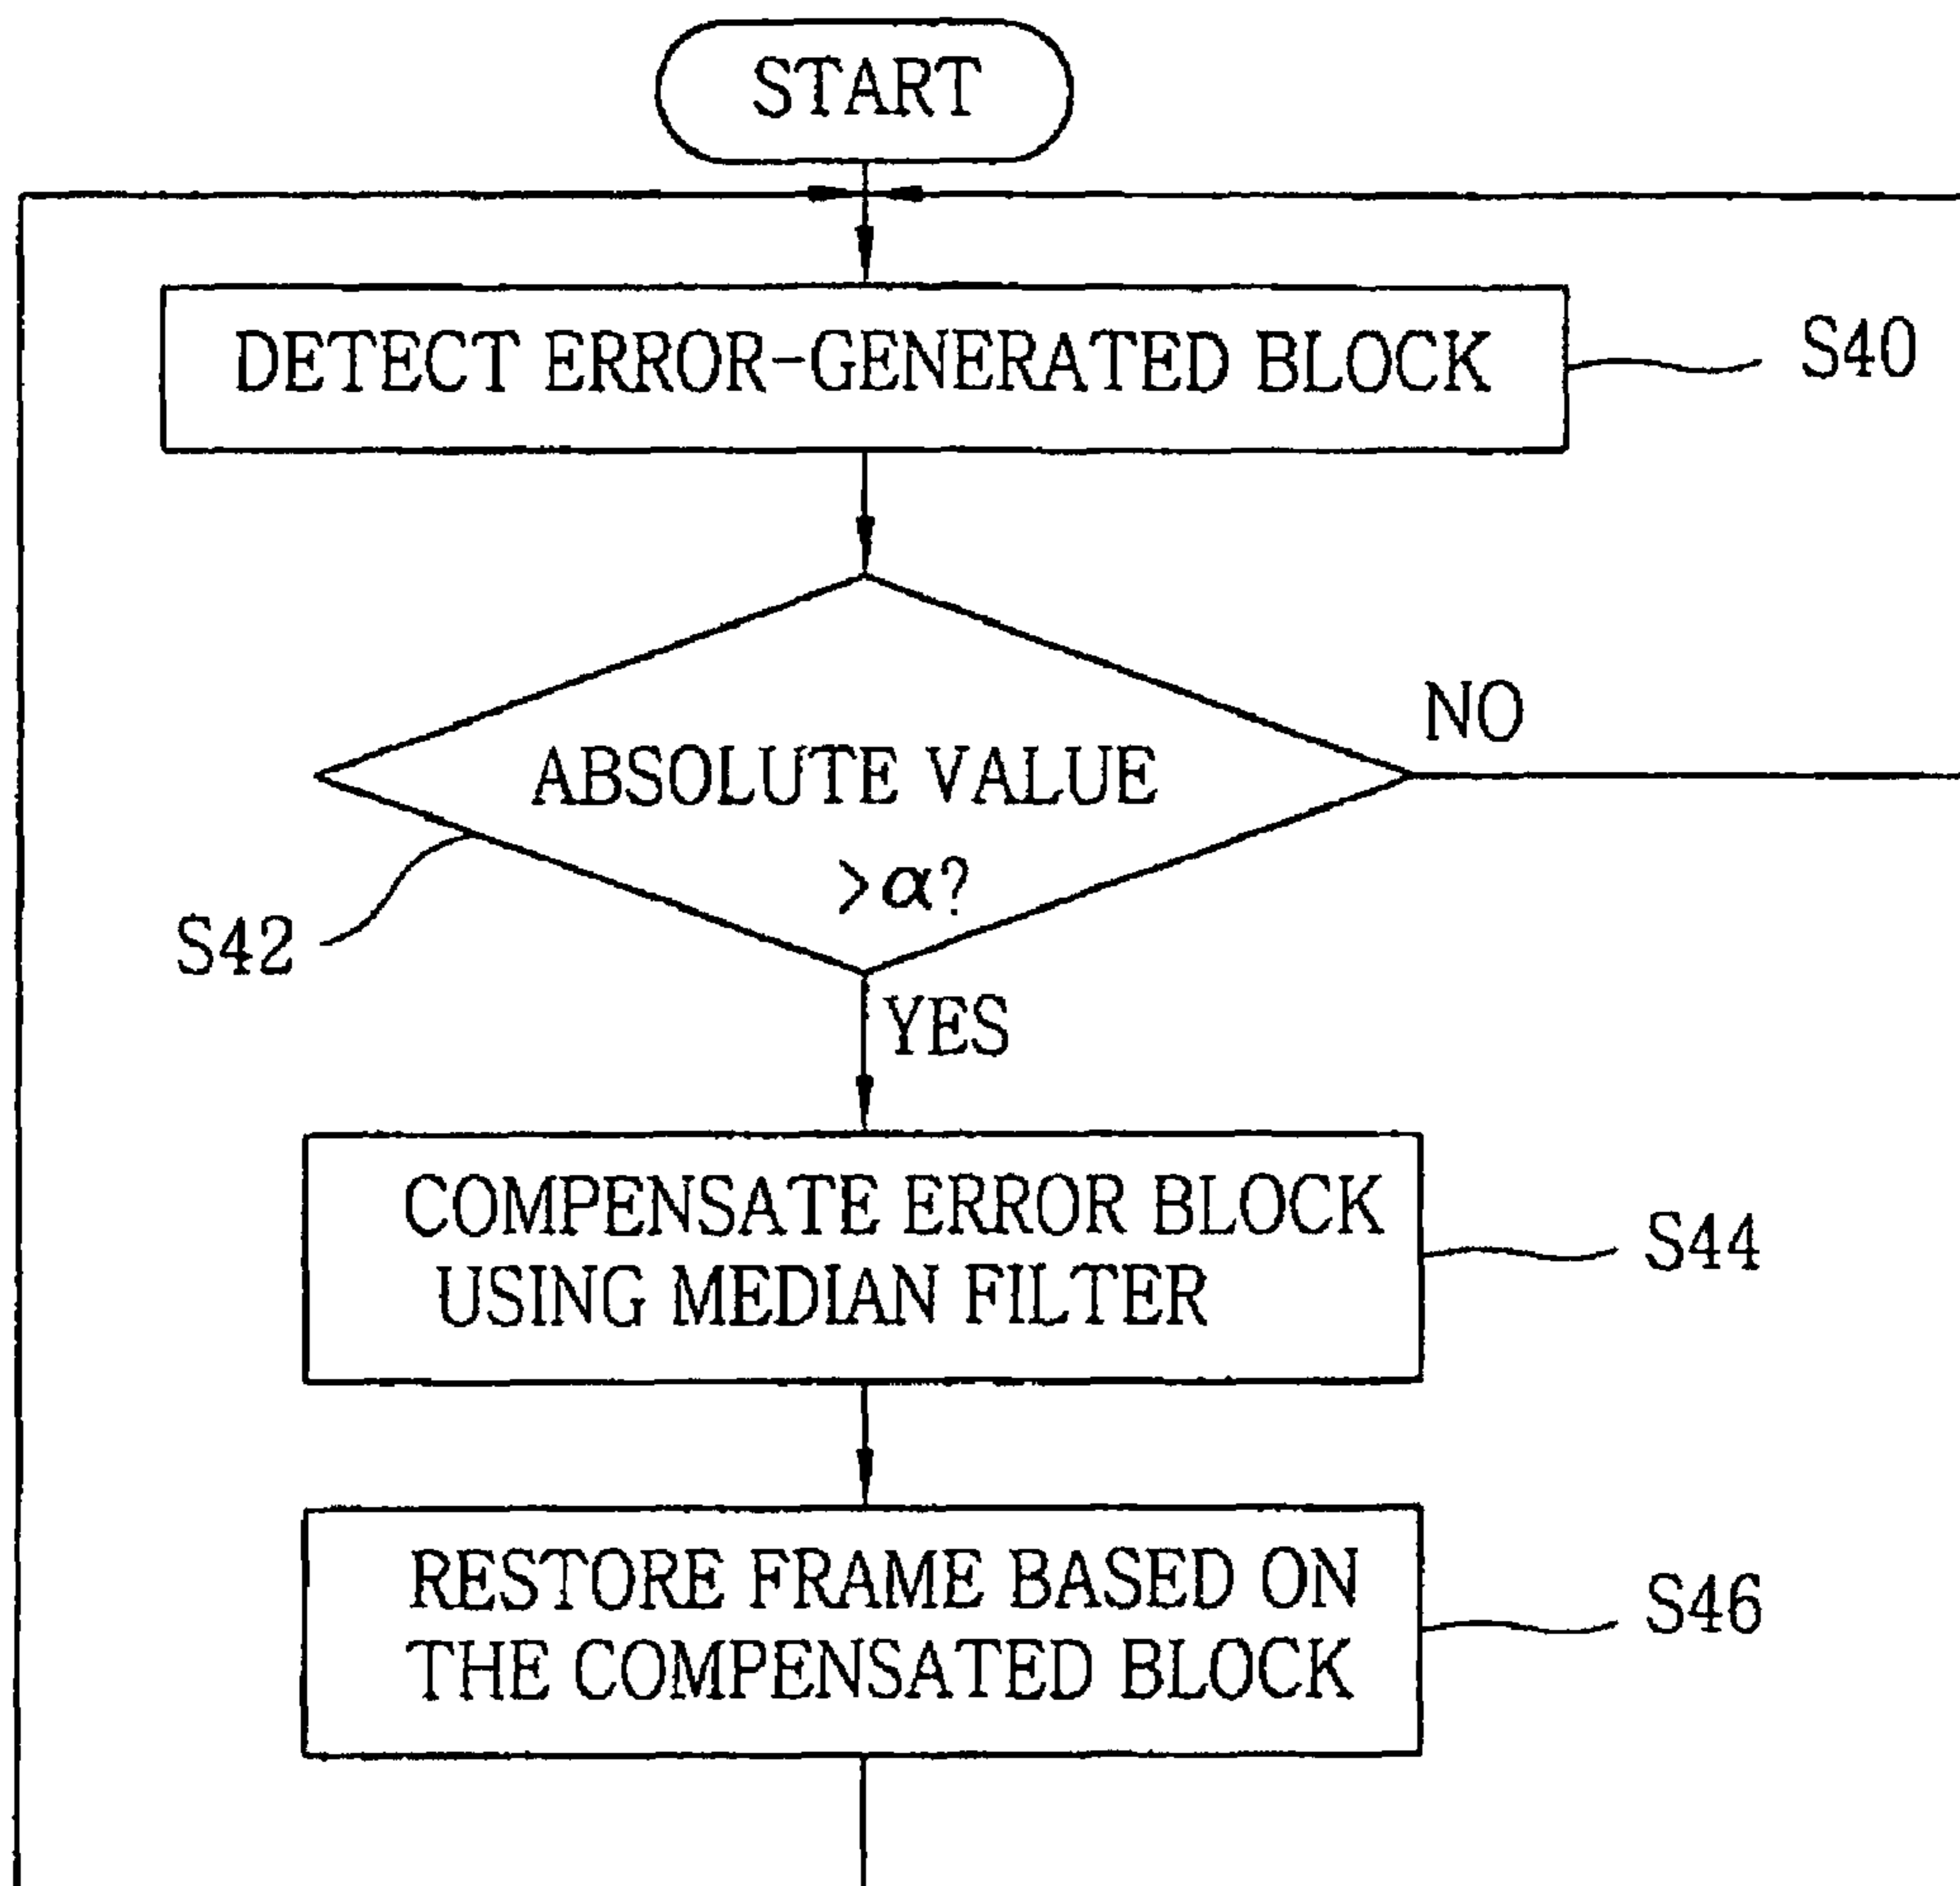 START
DETECT ERROR-GENERATED BLOCK
S40
NO
ABSOLUTE VALUE
>α?
S42
YES
COMPENSATE ERROR BLOCK
USING MEDIAN FILTER
S44
RESTORE FRAME BASED ON
THE COMPENSATED BLOCK
S46